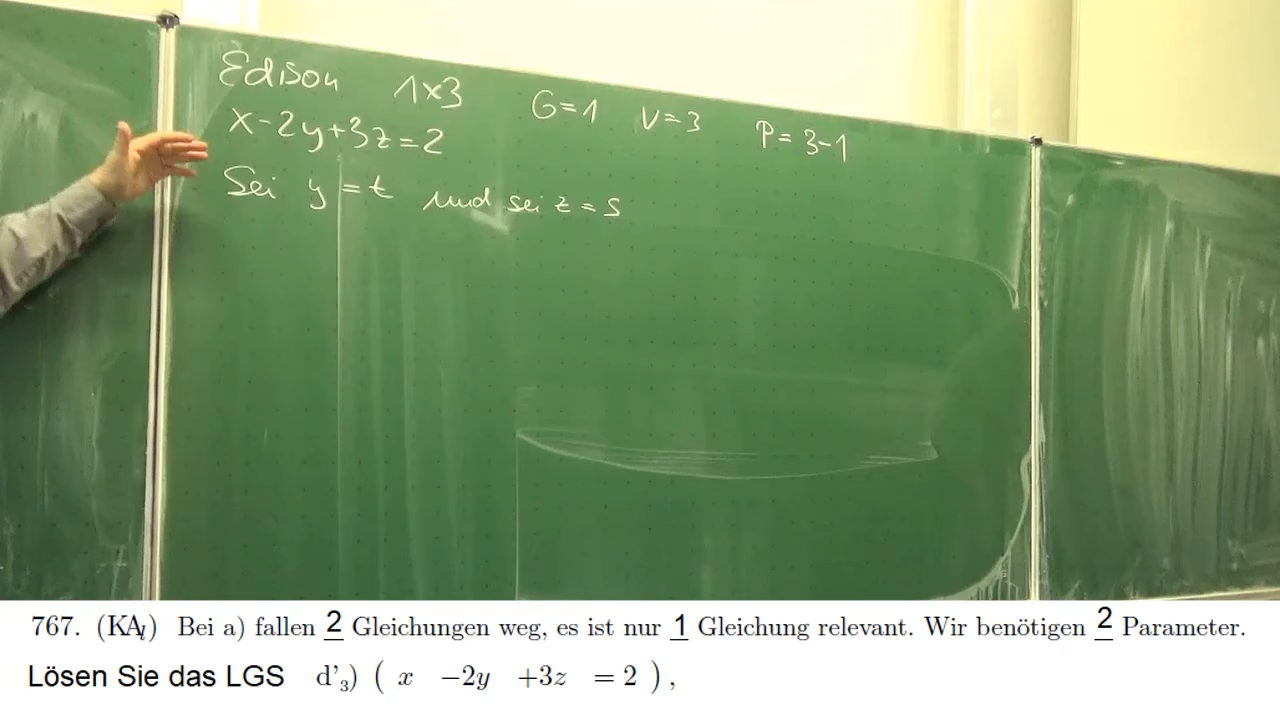 Edison 1x3 G=1 V=3 P=3-1
x-2y+3z=2
Sei y=t und sei z=s
767. (KA_ℓ) Bei a) fallen 2 Gleichungen weg, es ist nur 1 Gleichung relevant. Wir benötigen 2 Parameter.
Lösen Sie das LGS d'₃) ( x −2y +3z = 2 ) ,